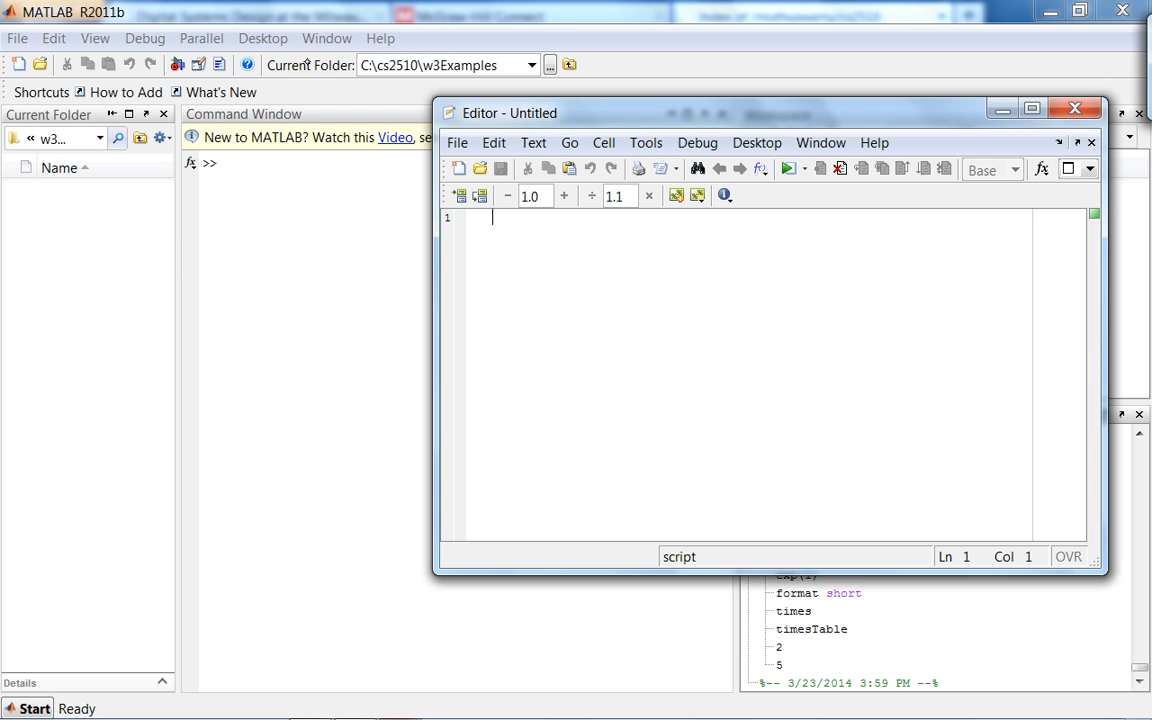 MATLAB R2011b
File Edit View Debug Parallel Desktop Window Help
Current Folder: C:\cs2510\w3Examples
Shortcuts How to Add What's New
Current Folder
Command Window
« w3...
New to MATLAB? Watch this Video, se
Name
fx >>
Editor - Untitled
File Edit Text Go Cell Tools Debug Desktop Window Help
Base
fx
− 1.0 + ÷ 1.1 ×
1
script
Ln 1 Col 1 OVR
exp(1)
format short
times
timesTable
2
5
%-- 3/23/2014 3:59 PM --%
Details
Start Ready